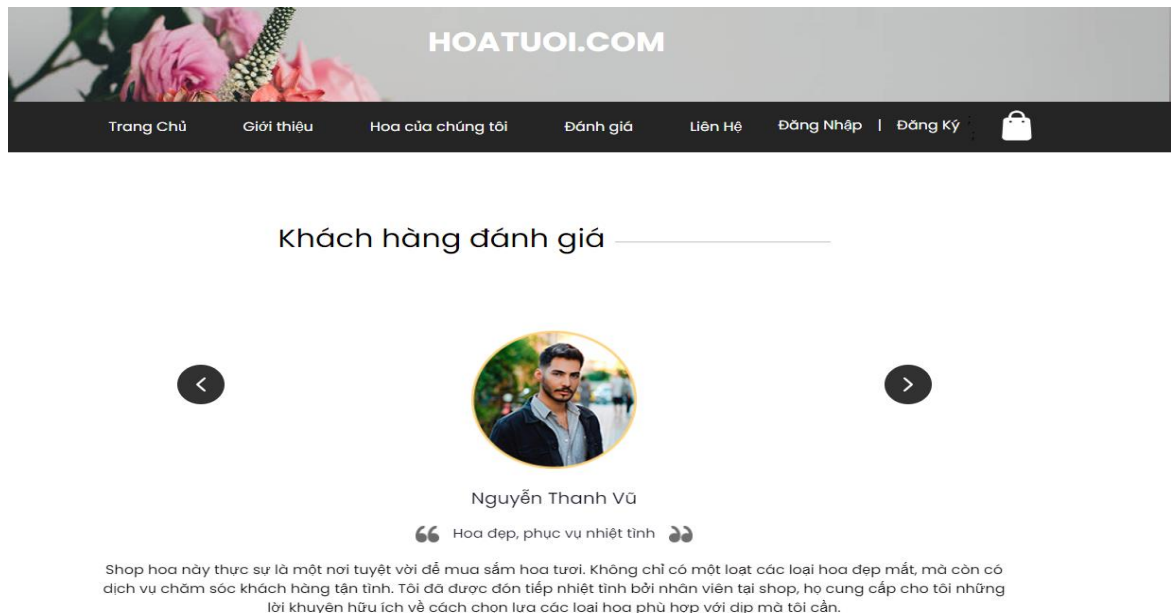 HOATUOI.COM
Trang Chủ Giới thiệu Hoa của chúng tôi Đánh giá Liên Hệ Đăng Nhập | Đăng Ký
Khách hàng đánh giá
Nguyễn Thanh Vũ
“ Hoa đẹp, phục vụ nhiệt tình ”
Shop hoa này thực sự là một nơi tuyệt vời để mua sắm hoa tươi. Không chỉ có một loạt các loại hoa đẹp mắt, mà còn có
dịch vụ chăm sóc khách hàng tận tình. Tôi đã được đón tiếp nhiệt tình bởi nhân viên tại shop, họ cung cấp cho tôi những
lời khuyên hữu ích về cách chọn lựa các loại hoa phù hợp với dịp mà tôi cần.